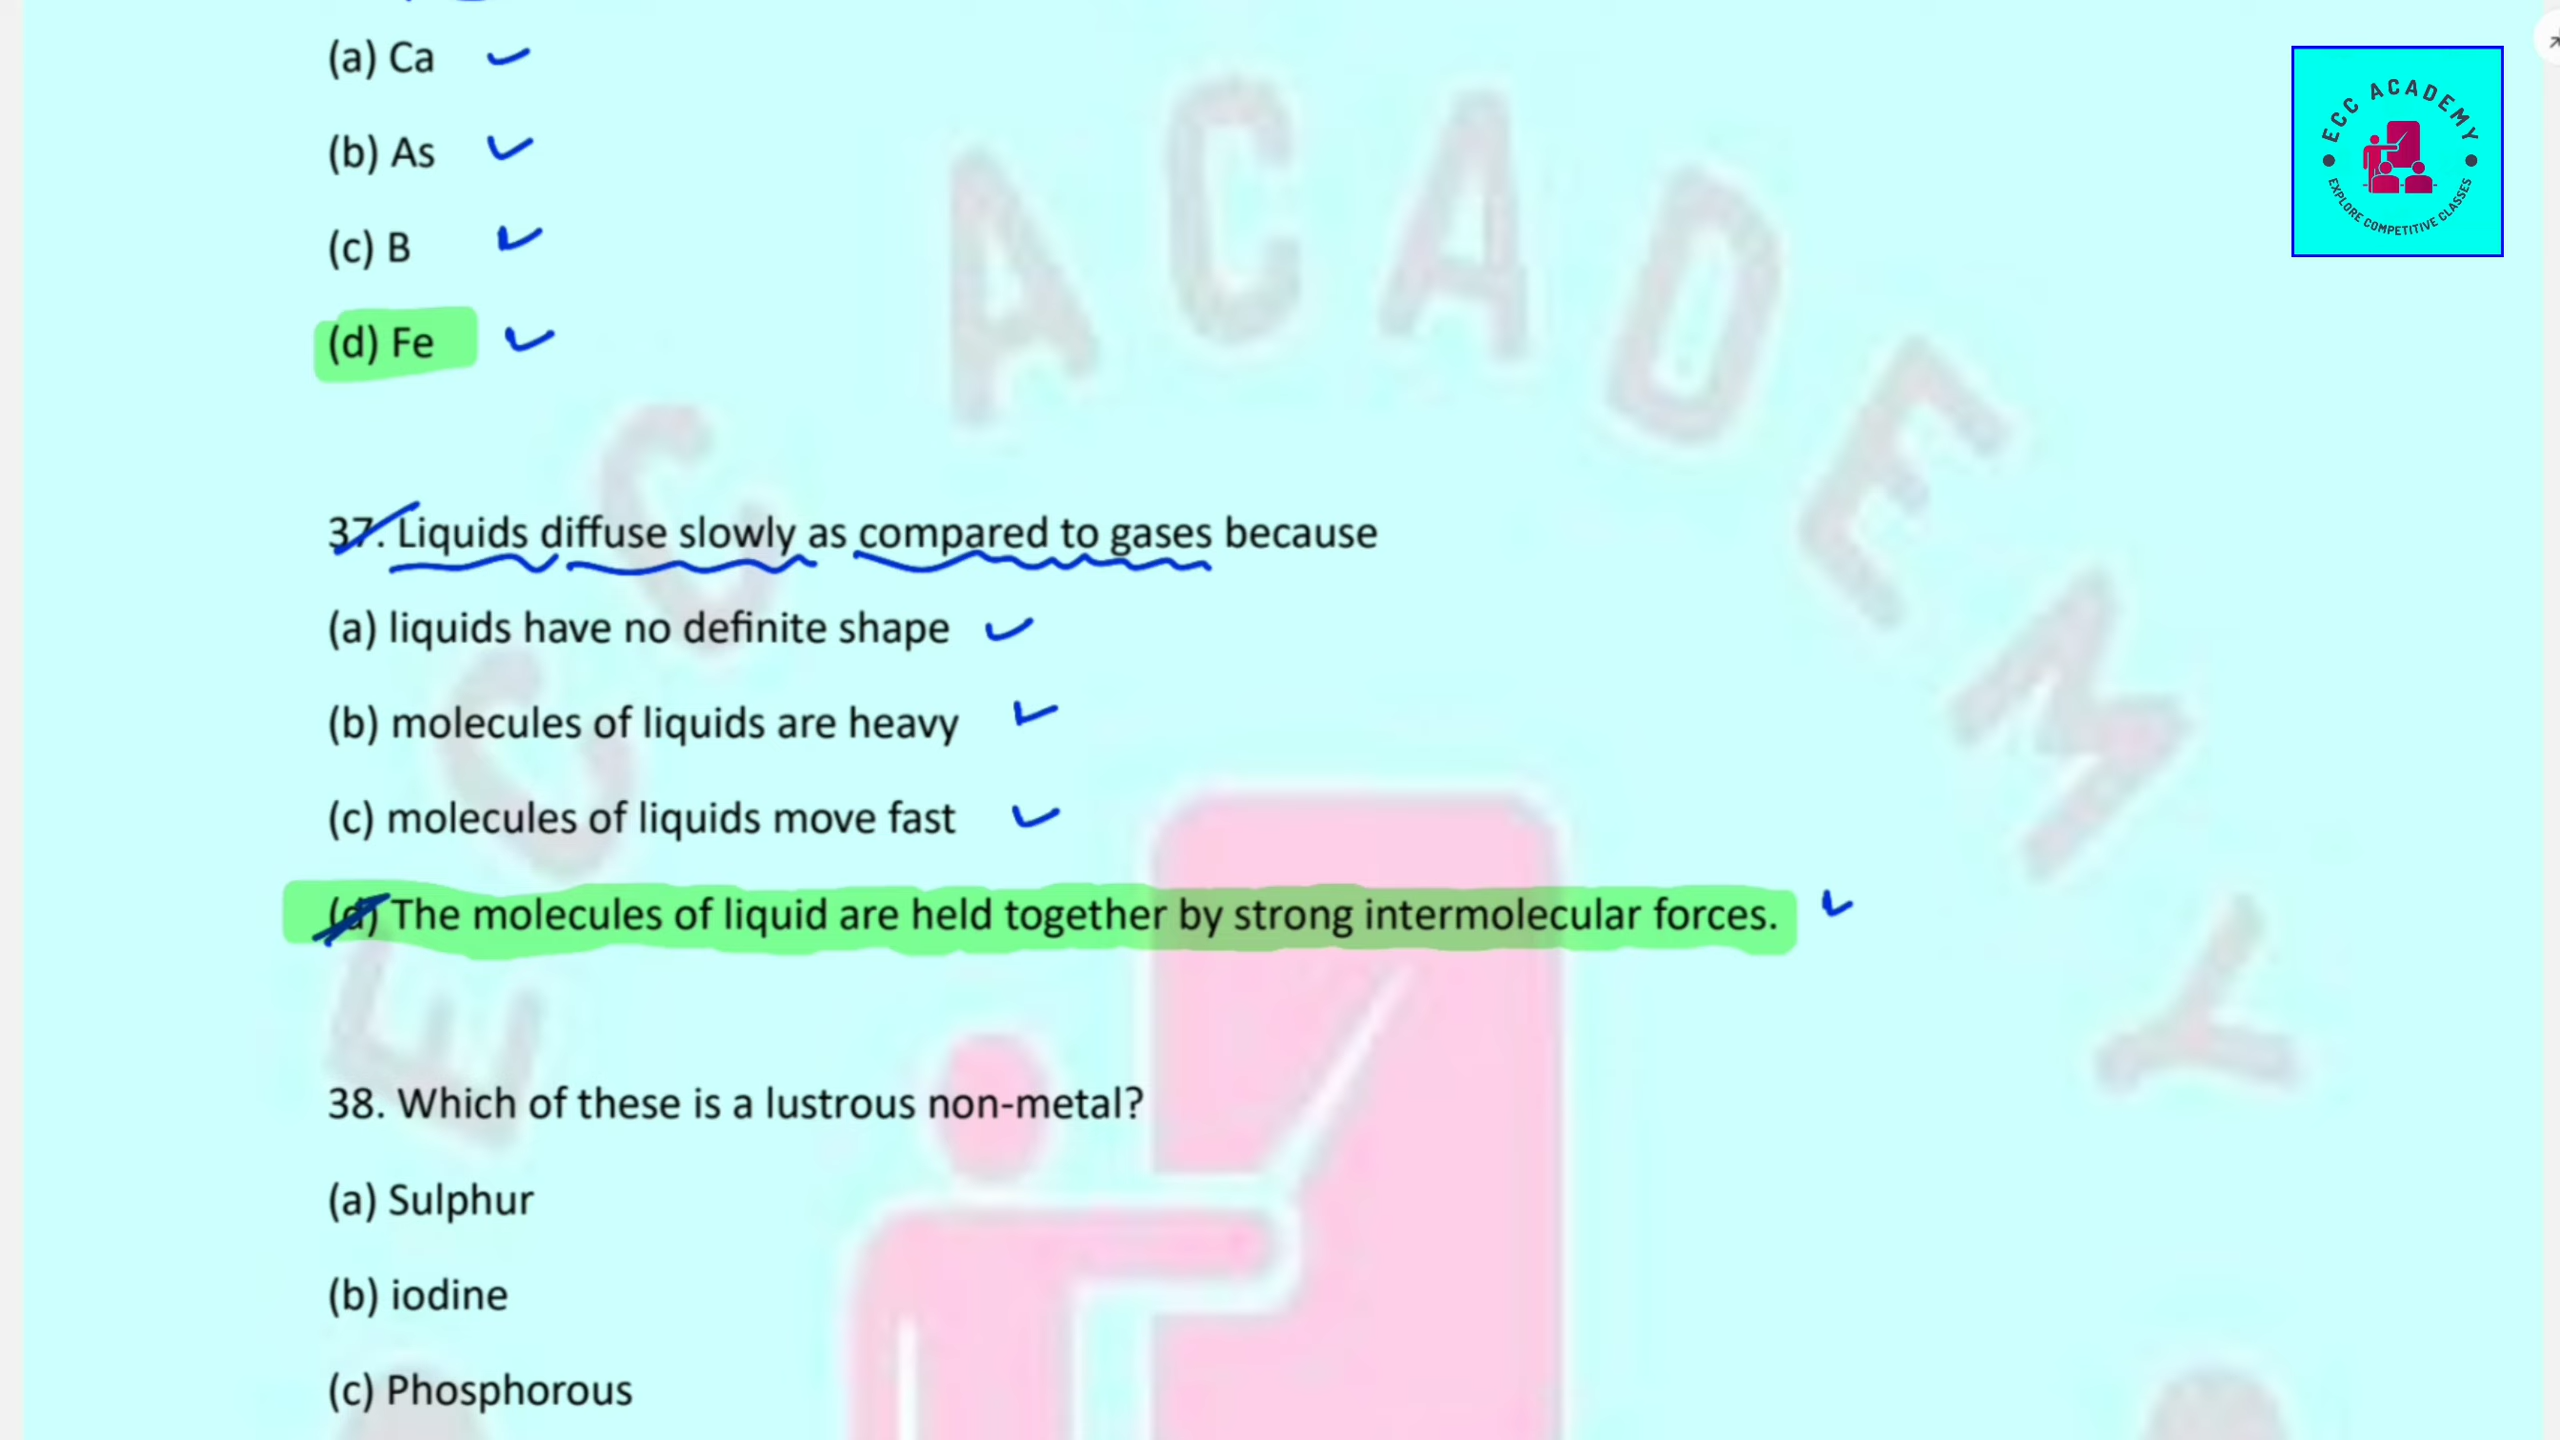 (a) Ca
(b) As
(c) B
(d) Fe
ECC ACADEMY
EXPLORE COMPETITIVE CLASSES
ECC ACADEMY
37. Liquids diffuse slowly as compared to gases because
(a) liquids have no definite shape
(b) molecules of liquids are heavy
(c) molecules of liquids move fast
(d) The molecules of liquid are held together by strong intermolecular forces.
38. Which of these is a lustrous non-metal?
(a) Sulphur
(b) iodine
(c) Phosphorous